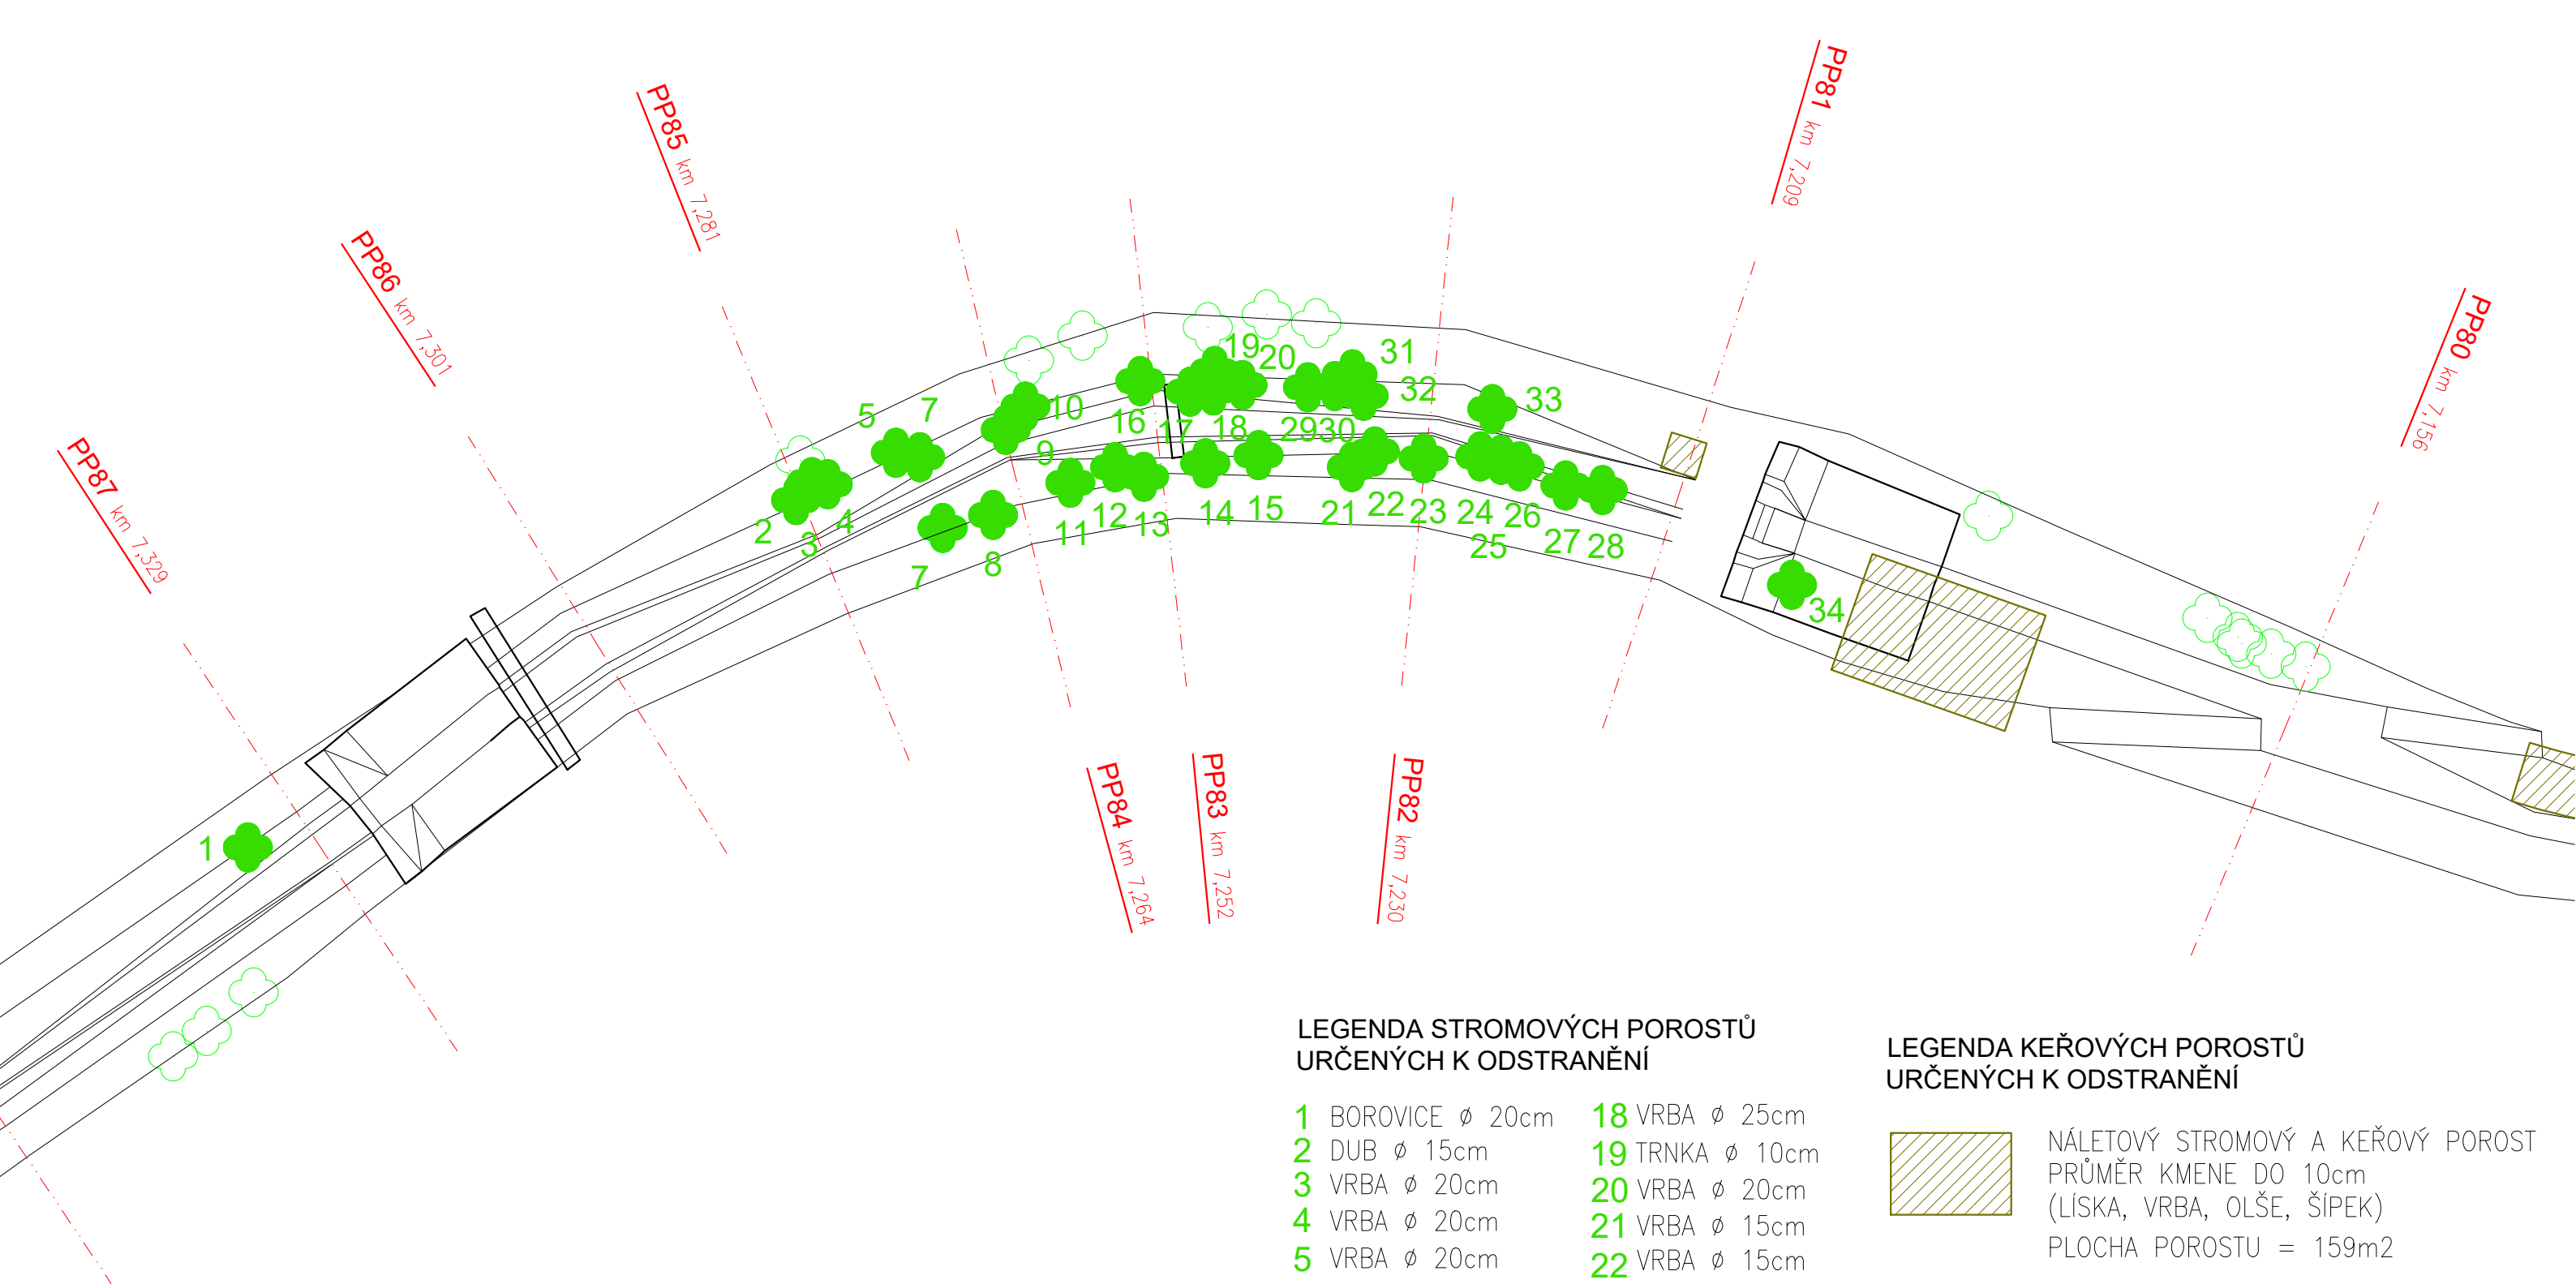 PP81 km 7,209
PP85 km 7,281
PP86 km 7,301
PP80 km 7,156
PP87 km 7,329
19
20
31
32
33
5
7
10
16
17
18
29
30
9
2
3
4
12
13
14
15
21
22
23
24
26
11
25
27
28
7
8
34
1
PP84 km 7,264
PP83 km 7,252
PP82 km 7,230
LEGENDA STROMOVÝCH POROSTŮ
URČENÝCH K ODSTRANĚNÍ
1 BOROVICE ø 20cm
2 DUB ø 15cm
3 VRBA ø 20cm
4 VRBA ø 20cm
5 VRBA ø 20cm
18 VRBA ø 25cm
19 TRNKA ø 10cm
20 VRBA ø 20cm
21 VRBA ø 15cm
22 VRBA ø 15cm
LEGENDA KEŘOVÝCH POROSTŮ
URČENÝCH K ODSTRANĚNÍ
NÁLETOVÝ STROMOVÝ A KEŘOVÝ POROST
PRŮMĚR KMENE DO 10cm
(LÍSKA, VRBA, OLŠE, ŠÍPEK)
PLOCHA POROSTU = 159m2